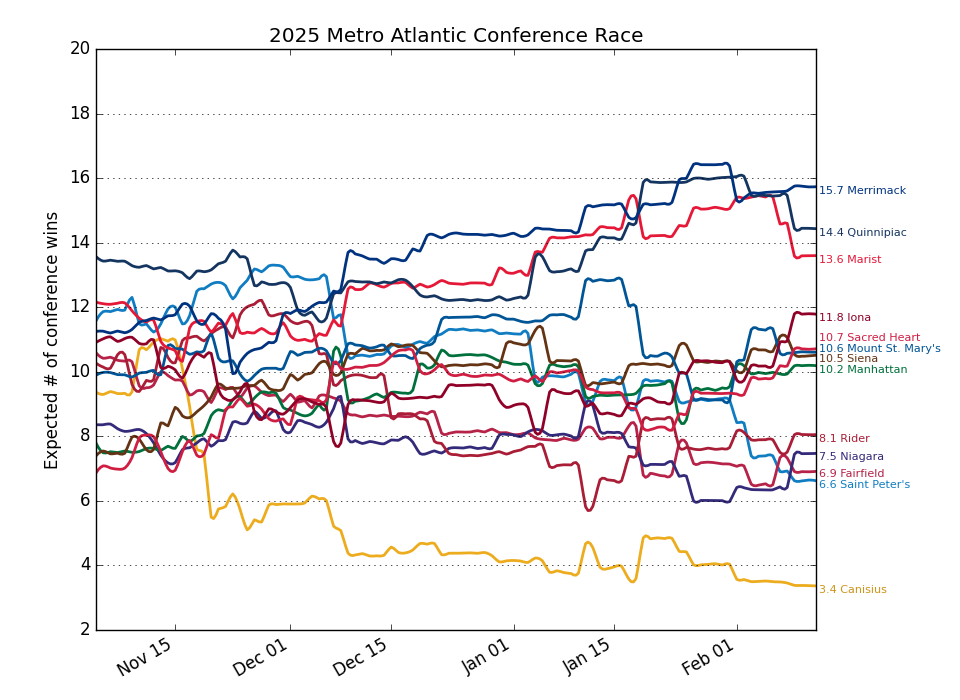 2025 Metro Atlantic Conference Race
Expected # of conference wins
20
18
16
14
12
10
8
6
4
2
15.7 Merrimack
14.4 Quinnipiac
13.6 Marist
11.8 Iona
10.7 Sacred Heart
10.6 Mount St. Mary's
10.5 Siena
10.2 Manhattan
8.1 Rider
7.5 Niagara
6.9 Fairfield
6.6 Saint Peter's
3.4 Canisius
Nov 15
Dec 01
Dec 15
Jan 01
Jan 15
Feb 01